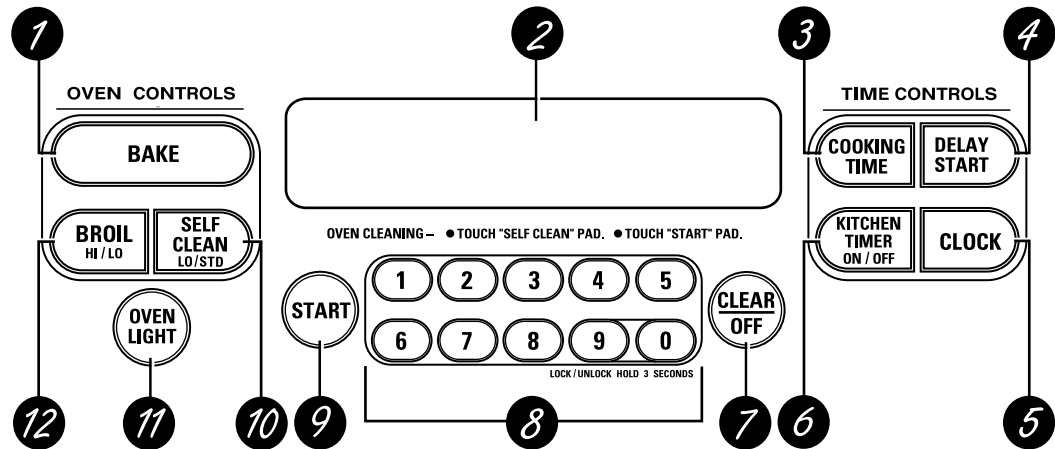 1 2 3 4
OVEN CONTROLS
TIME CONTROLS
BAKE
COOKING TIME
DELAY START
BROIL
HI / LO
SELF CLEAN
LO/STD
KITCHEN TIMER
ON / OFF
CLOCK
OVEN CLEANING – ● TOUCH "SELF CLEAN" PAD. ● TOUCH "START" PAD.
START
1 2 3 4 5
6 7 8 9 0
LOCK/UNLOCK HOLD 3 SECONDS
CLEAR
OFF
OVEN LIGHT
12 11 10 9 8 7 6 5